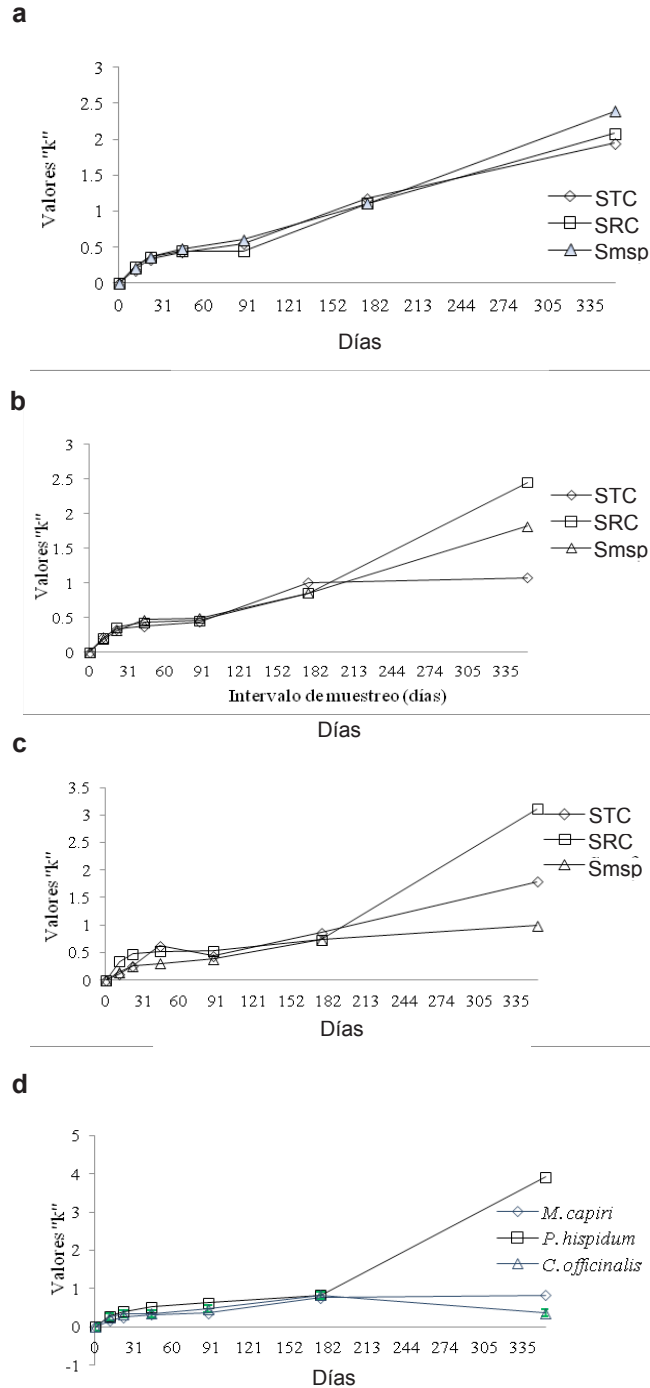 a
3
2.5
2
1.5
1
0.5
0
Valores "k"
STC
SRC
Smsp
0 31 60 91 121 152 182 213 244 274 305 335
Días
b
3
2.5
2
1.5
1
0.5
0
Valores "k"
STC
SRC
Smsp
0 31 60 91 121 152 182 213 244 274 305 335
Intervalo de muestreo (días)
Días
c
3.5
3
2.5
2
1.5
1
0.5
0
Valores "k"
STC
SRC
Smsp
0 31 60 91 121 152 182 213 244 274 305 335
Días
d
5
4
3
2
1
0
-1
Valores "k"
M. capiri
P. hispidum
C. officinalis
0 31 60 91 121 152 182 213 244 274 305 335
Días